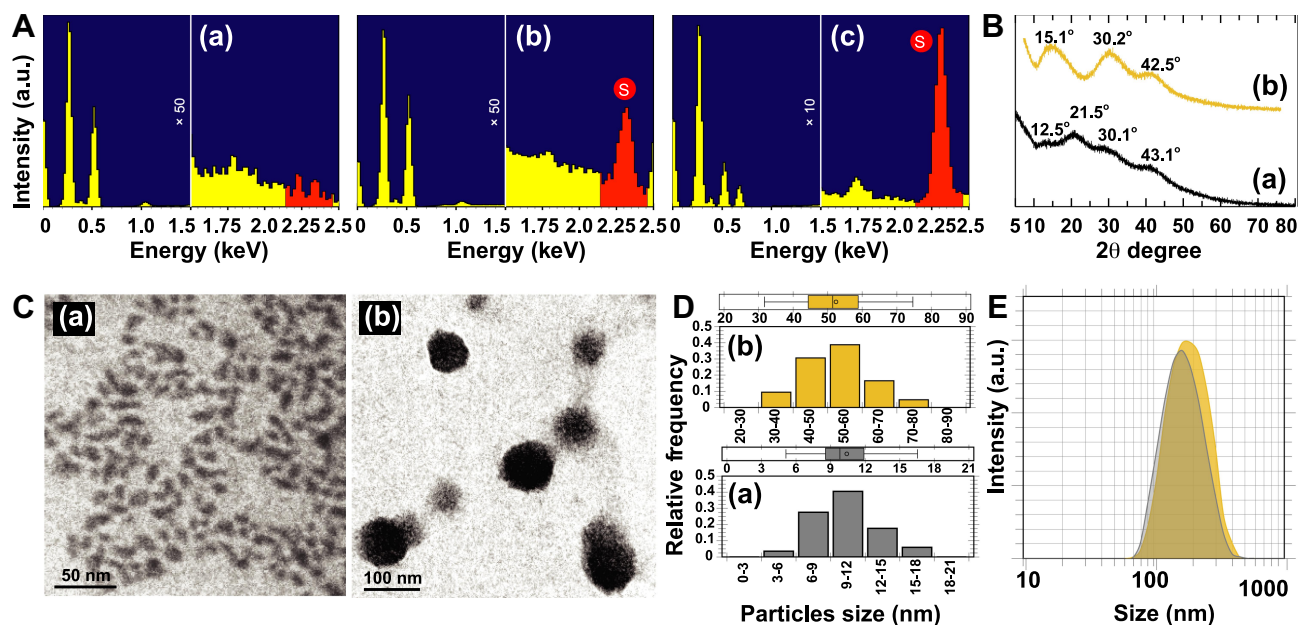 A
Intensity (a.u.)
(a)
× 50
0 0.5 1.0 1.5 1.75 2.25 2.5
Energy (keV)
(b)
S
× 50
0 0.5 1.0 1.5 1.75 2.25 2.5
Energy (keV)
(c)
S
× 10
0 0.5 1.0 1.5 1.75 2.25 2.5
Energy (keV)
B
Intensity (a.u.)
15.1° 30.2° 42.5°
(b)
12.5° 21.5° 30.1° 43.1°
(a)
5 10 20 30 40 50 60 70 80
2θ degree
C
(a)
50 nm
(b)
100 nm
D
Relative frequency
20 30 40 50 60 70 80 90
(b)
0.5
0.4
0.3
0.2
0.1
0
20-30 30-40 40-50 50-60 60-70 70-80 80-90
0 3 6 9 12 15 18 21
(a)
0.5
0.4
0.3
0.2
0.1
0
0-3 3-6 6-9 9-12 12-15 15-18 18-21
Particles size (nm)
E
Intensity (a.u.)
10 100 1000
Size (nm)